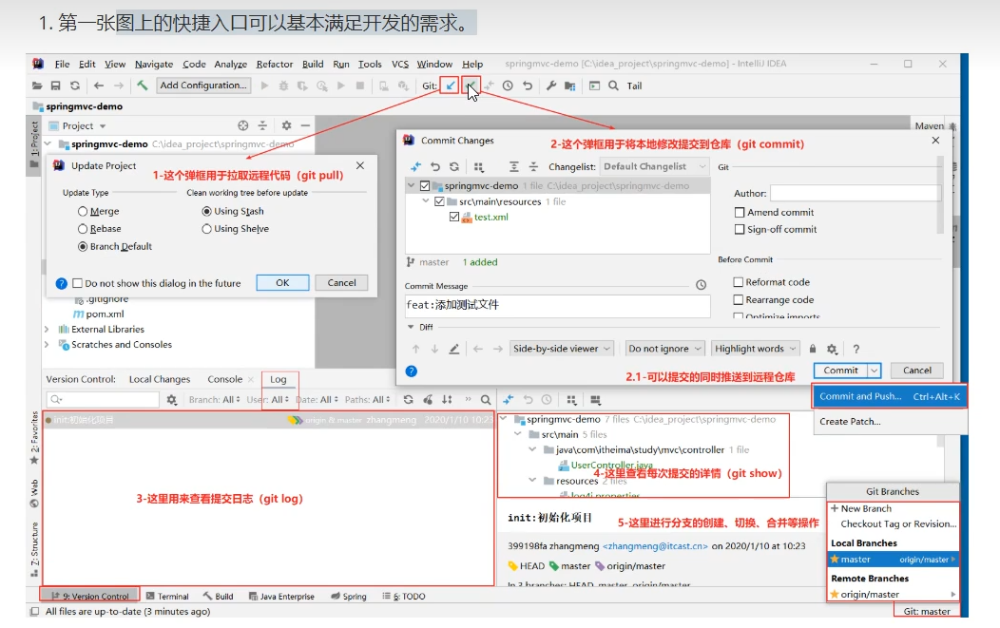 1. 第一张图上的快捷入口可以基本满足开发的需求。
File Edit View Navigate Code Analyze Refactor Build Run Tools VCS Window Help springmvc-demo [C:\idea_project\springmvc-demo] - IntelliJ IDEA
Add Configuration... Git: Tail
springmvc-demo
1: Project
Project
Maven
springmvc-demo C:\idea_project\springmvc-demo
Update Project
1-这个弹框用于拉取远程代码（git pull）
Update Type
Clean working tree before update
Merge
Using Stash
Rebase
Using Shelve
Branch Default
? Do not show this dialog in the future OK Cancel
.gitignore
m pom.xml
External Libraries
Scratches and Consoles
Commit Changes
2-这个弹框用于将本地修改提交到仓库（git commit）
Changelist: Default Changelist
Git
springmvc-demo 1 file C:\idea_project\springmvc-demo
Author:
src\main\resources 1 file
Amend commit
test.xml
Sign-off commit
master 1 added
Before Commit
Commit Message
Reformat code
feat:添加测试文件
Rearrange code
Optimize imports
Diff
Side-by-side viewer Do not ignore Highlight words ?
? Commit Cancel
2.1-可以提交的同时推送到远程仓库
Commit and Push... Ctrl+Alt+K
Create Patch...
Version Control: Local Changes Console Log
Branch: All User: All Date: All Paths: All »
init:初始化项目 origin & master zhangmeng 2020/1/10 10:23
3-这里用来查看提交日志（git log）
springmvc-demo 7 files C:\idea_project\springmvc-demo
src\main 5 files
java\com\itheima\study\mvc\controller 1 file
UserController.java
4-这里查看每次提交的详情（git show）
resources 2 files
log4j.properties
init:初始化项目
5-这里进行分支的创建、切换、合并等操作
399198fa zhangmeng <zhangmeng@itcast.cn> on 2020/1/10 at 10:23
HEAD master origin/master
In 3 branches: HEAD, master, origin/master
Git Branches
+ New Branch
Checkout Tag or Revision...
Local Branches
master origin/master
Remote Branches
origin/master
2: Favorites
Web
Z: Structure
9: Version Control Terminal Build Java Enterprise Spring 6: TODO
All files are up-to-date (3 minutes ago)
Git: master